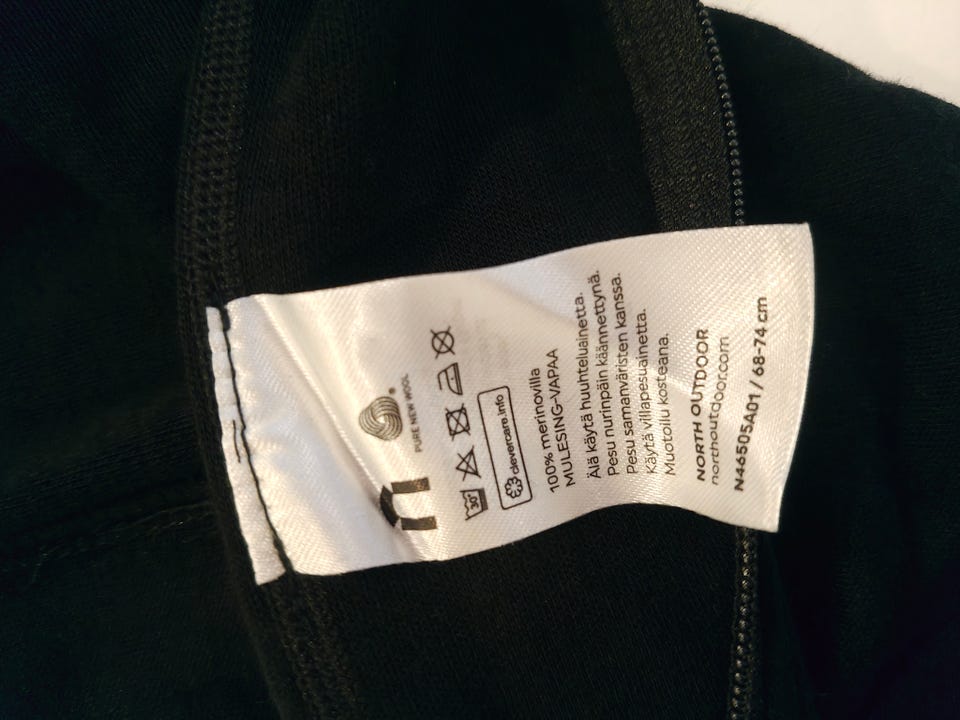 PURE NEW WOOL
30°
clevercare.info
100% merinovilla
MULESING-VAPAA
Älä käytä huuhteluainetta.
Pesu nurinpäin käännettynä.
Pesu samanväristen kanssa.
Käytä villapesuainetta.
Muotoilu kosteana.
NORTH OUTDOOR
northoutdoor.com
N46505A01 / 68-74 cm